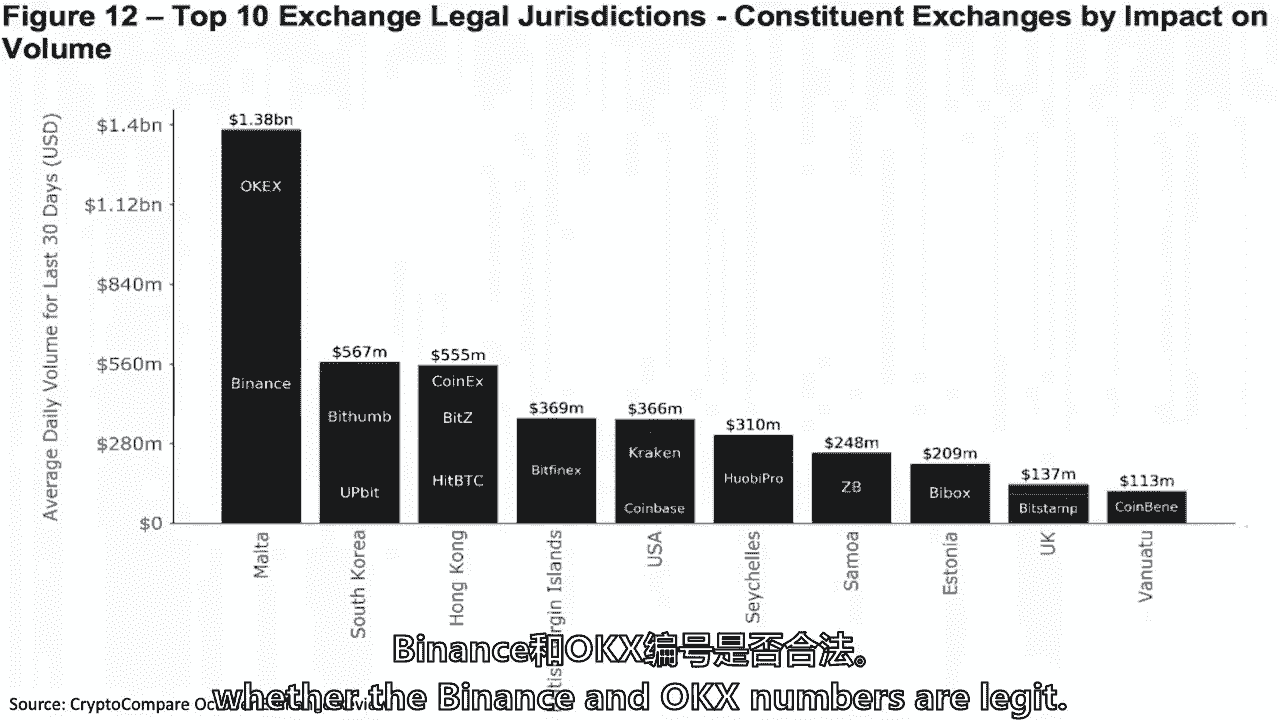 Figure 12 – Top 10 Exchange Legal Jurisdictions - Constituent Exchanges by Impact on
Volume
Average Daily Volume for Last 30 Days (USD)
$1.4bn
$1.12bn
$840m
$560m
$280m
$0
$1.38bn
OKEX
Binance
$567m
Bithumb
UPbit
$555m
CoinEx
BitZ
HitBTC
$369m
Bitfinex
$366m
Kraken
Coinbase
$310m
HuobiPro
$248m
ZB
$209m
Bibox
$137m
Bitstamp
$113m
CoinBene
Malta
South Korea
Hong Kong
Virgin Islands
USA
Seychelles
Samoa
Estonia
UK
Vanuatu
Binance和OKX编号是否合法。
whether the Binance and OKX numbers are legit.
Source: CryptoCompare